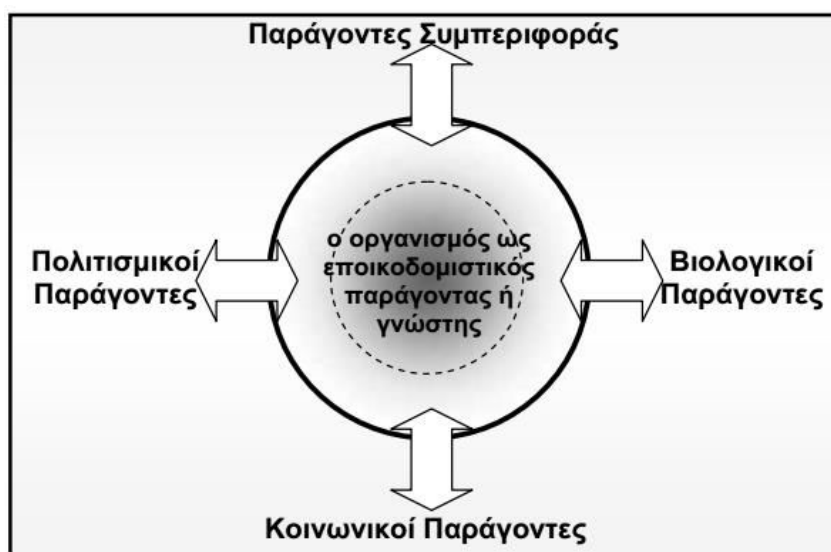 Παράγοντες Συμπεριφοράς
Πολιτισμικοί
Παράγοντες
ο οργανισμός ως
εποικοδομιστικός
παράγοντας ή
γνώστης
Βιολογικοί
Παράγοντες
Κοινωνικοί Παράγοντες